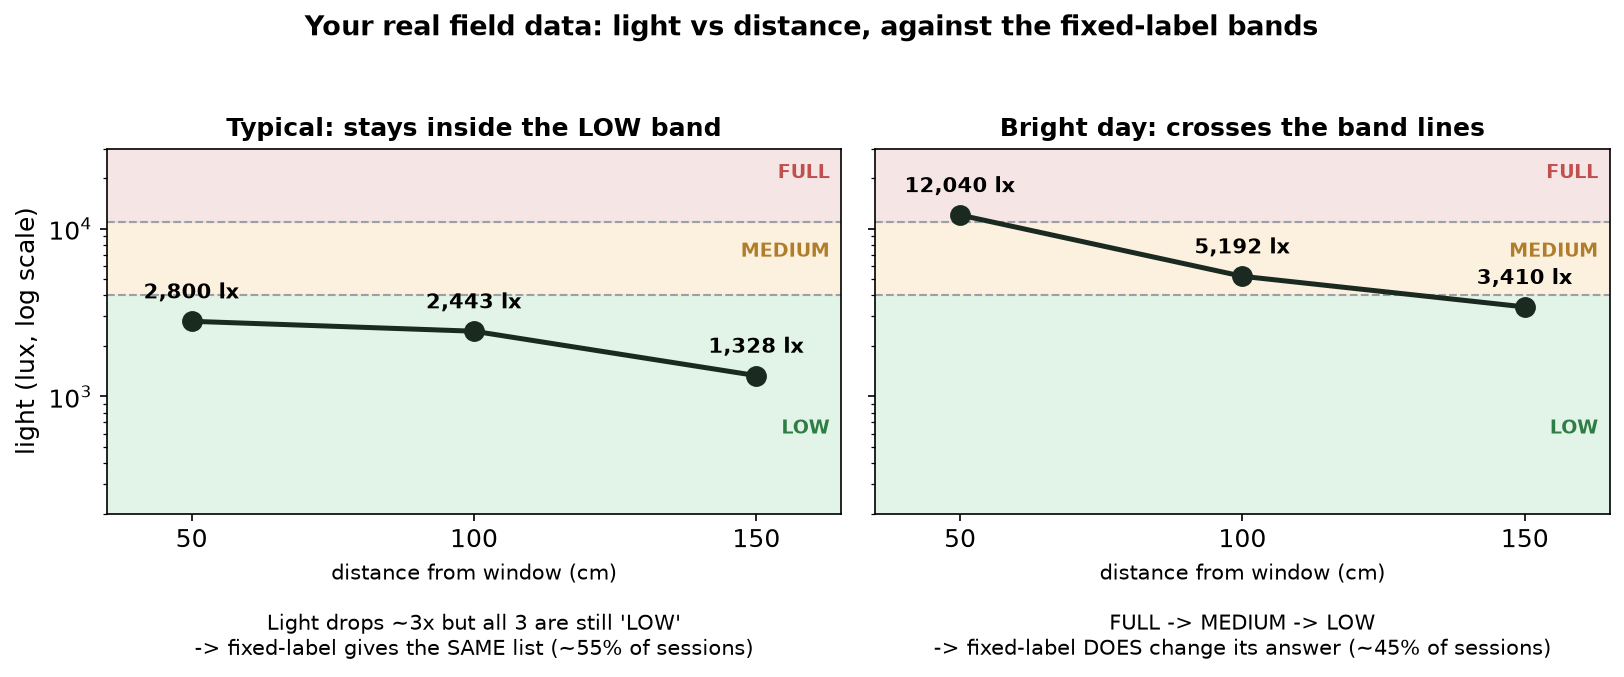 Your real field data: light vs distance, against the fixed-label bands
Typical: stays inside the LOW band
FULL
MEDIUM
LOW
2,800 lx
2,443 lx
1,328 lx
10⁴
10³
light (lux, log scale)
50
100
150
distance from window (cm)
Light drops ~3x but all 3 are still 'LOW'
-> fixed-label gives the SAME list (~55% of sessions)
Bright day: crosses the band lines
FULL
MEDIUM
LOW
12,040 lx
5,192 lx
3,410 lx
50
100
150
distance from window (cm)
FULL -> MEDIUM -> LOW
-> fixed-label DOES change its answer (~45% of sessions)